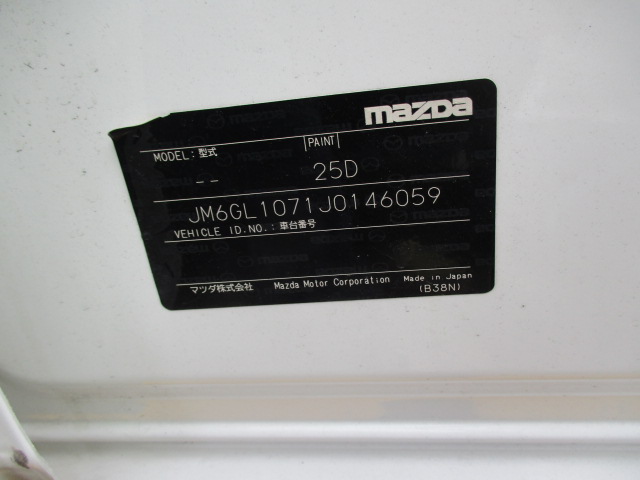 mazda
MODEL: 型式 PAINT
-- 25D
JM6GL1071J0146059
VEHICLE ID.NO.: 車台番号
マツダ株式会社 Mazda Motor Corporation Made in Japan
(B38N)